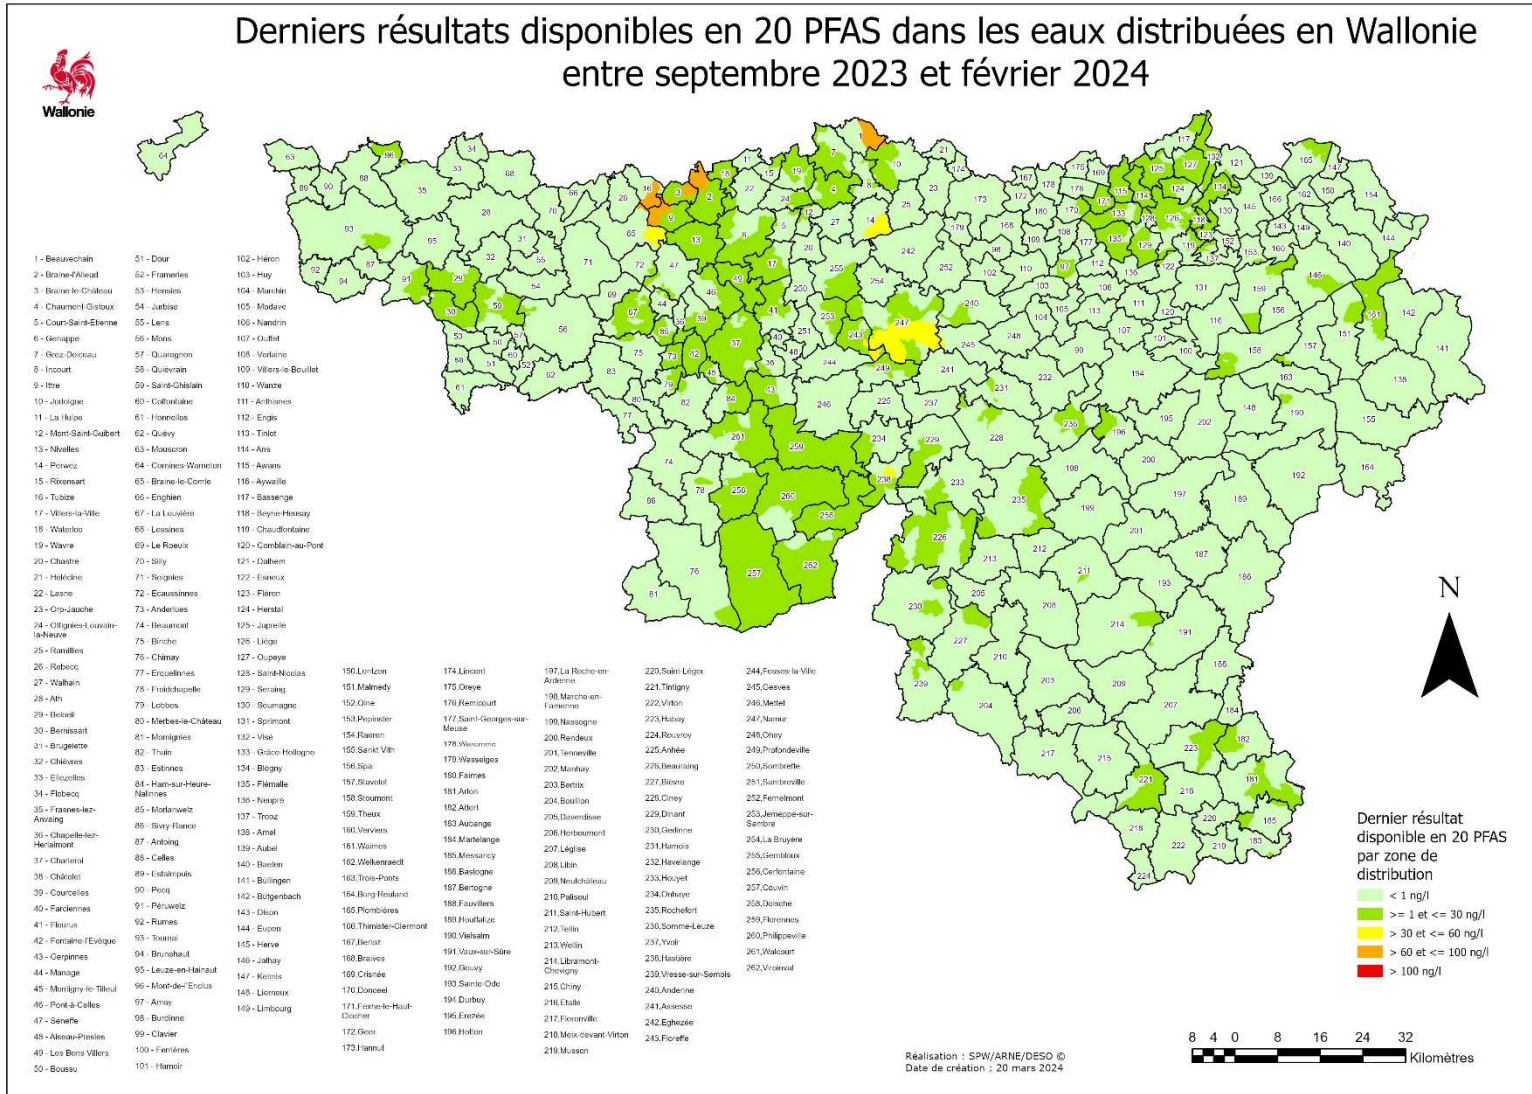 Derniers résultats disponibles en 20 PFAS dans les eaux distribuées en Wallonie
entre septembre 2023 et février 2024
Wallonie
1 - Beauvechain
2 - Braine-l'Alleud
3 - Braine-le-Château
4 - Chaumont-Gistoux
5 - Court-Saint-Etienne
6 - Genappe
7 - Grez-Doiceau
8 - Incourt
9 - Ittre
10 - Jodoigne
11 - La Hulpe
12 - Mont-Saint-Guibert
13 - Nivelles
14 - Perwez
15 - Rixensart
16 - Tubize
17 - Villers-la-Ville
18 - Waterloo
19 - Wavre
20 - Chastre
21 - Hélécine
22 - Lasne
23 - Orp-Jauche
24 - Ottignies-Louvain-
la-Neuve
25 - Ramillies
26 - Rebecq
27 - Walhain
28 - Ath
29 - Beloeil
30 - Bernissart
31 - Brugelette
32 - Chièvres
33 - Ellezelles
34 - Flobecq
35 - Frasnes-lez-
Anvaing
36 - Chapelle-lez-
Herlaimont
37 - Charleroi
38 - Châtelet
39 - Courcelles
40 - Farciennes
41 - Fleurus
42 - Fontaine-l'Evêque
43 - Gerpinnes
44 - Manage
45 - Montigny-le-Tilleul
46 - Pont-à-Celles
47 - Seneffe
48 - Aiseau-Presles
49 - Les Bons Villers
50 - Boussu
51 - Dour
52 - Frameries
53 - Hensies
54 - Jurbise
55 - Lens
56 - Mons
57 - Quaregnon
58 - Quievrain
59 - Saint-Ghislain
60 - Colfontaine
61 - Honnelles
62 - Quévy
63 - Mouscron
64 - Comines-Warneton
65 - Braine-le-Comte
66 - Enghien
67 - La Louvière
68 - Lessines
69 - Le Roeulx
70 - Silly
71 - Soignies
72 - Ecaussinnes
73 - Anderlues
74 - Beaumont
75 - Binche
76 - Chimay
77 - Erquelinnes
78 - Froidchapelle
79 - Lobbes
80 - Merbes-le-Château
81 - Momignies
82 - Thuin
83 - Estinnes
84 - Ham-sur-Heure-
Nalinnes
85 - Morlanwelz
86 - Sivry-Rance
87 - Antoing
88 - Celles
89 - Estaimpuis
90 - Pecq
91 - Péruwelz
92 - Rumes
93 - Tournai
94 - Brunehaut
95 - Leuze-en-Hainaut
96 - Mont-de-l'Enclus
97 - Amay
98 - Burdinne
99 - Clavier
100 - Ferrières
101 - Hamoir
102 - Héron
103 - Huy
104 - Marchin
105 - Modave
106 - Nandrin
107 - Ouffet
108 - Verlaine
109 - Villers-le-Bouillet
110 - Wanze
111 - Anthisnes
112 - Engis
113 - Tinlot
114 - Ans
115 - Awans
116 - Aywaille
117 - Bassenge
118 - Beyne-Heusay
119 - Chaudfontaine
120 - Comblain-au-Pont
121 - Dalhem
122 - Esneux
123 - Fléron
124 - Herstal
125 - Juprelle
126 - Liège
127 - Oupeye
128 - Saint-Nicolas
129 - Seraing
130 - Soumagne
131 - Sprimont
132 - Visé
133 - Grâce-Hollogne
134 - Blégny
135 - Flémalle
136 - Neupré
137 - Trooz
138 - Amel
139 - Aubel
140 - Baelen
141 - Büllingen
142 - Bütgenbach
143 - Dison
144 - Eupen
145 - Herve
146 - Jalhay
147 - Kelmis
148 - Lierneux
149 - Limbourg
150,Lontzen
151,Malmedy
152,Olne
153,Pepinster
154,Raeren
155,Sankt Vith
156,Spa
157,Stavelot
158,Stoumont
159,Theux
160,Verviers
161,Waimes
162,Welkenraedt
163,Trois-Ponts
164,Burg-Reuland
165,Plombières
166,Thimister-Clermont
167,Berloz
168,Braives
169,Crisnée
170,Donceel
171,Fexhe-le-Haut-
Clocher
172,Geer
173,Hannut
174,Lincent
175,Oreye
176,Remicourt
177,Saint-Georges-sur-
Meuse
178,Waremme
179,Wasseiges
180,Faimes
181,Arlon
182,Attert
183,Aubange
184,Martelange
185,Messancy
186,Bastogne
187,Bertogne
188,Fauvillers
189,Houffalize
190,Vielsalm
191,Vaux-sur-Sûre
192,Gouvy
193,Sainte-Ode
194,Durbuy
195,Erezée
196,Hotton
197,La Roche-en-
Ardenne
198,Marche-en-
Famenne
199,Nassogne
200,Rendeux
201,Tenneville
202,Manhay
203,Bertrix
204,Bouillon
205,Daverdisse
206,Herbeumont
207,Léglise
208,Libin
209,Neufchâteau
210,Paliseul
211,Saint-Hubert
212,Tellin
213,Wellin
214,Libramont-
Chevigny
215,Chiny
216,Etalle
217,Florenville
218,Meix-devant-Virton
219,Musson
220,Saint-Léger
221,Tintigny
222,Virton
223,Habay
224,Rouvroy
225,Anhée
226,Beauraing
227,Bièvre
228,Ciney
229,Dinant
230,Gedinne
231,Hamois
232,Havelange
233,Houyet
234,Onhaye
235,Rochefort
236,Somme-Leuze
237,Yvoir
238,Hastière
239,Vresse-sur-Semois
240,Andenne
241,Assesse
242,Eghezée
243,Floreffe
244,Fosses-la-Ville
245,Gesves
246,Mettet
247,Namur
248,Ohey
249,Profondeville
250,Sombreffe
251,Sambreville
252,Fernelmont
253,Jemeppe-sur-
Sambre
254,La Bruyère
255,Gembloux
256,Cerfontaine
257,Couvin
258,Doische
259,Florennes
260,Philippeville
261,Walcourt
262,Viroinval
N
Dernier résultat
disponible en 20 PFAS
par zone de
distribution
< 1 ng/l
>= 1 et <= 30 ng/l
> 30 et <= 60 ng/l
> 60 et <= 100 ng/l
> 100 ng/l
8 4 0 8 16 24 32
Kilomètres
Réalisation : SPW/ARNE/DESO ©
Date de création : 20 mars 2024